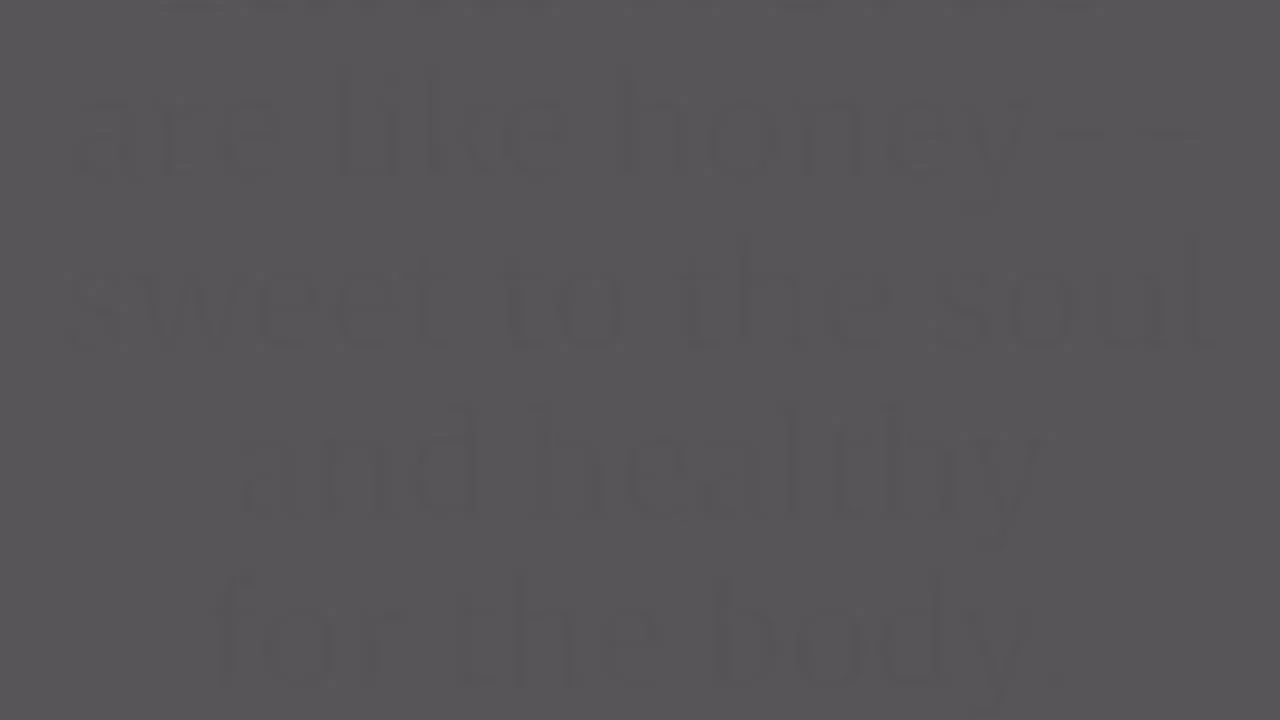 are like honey--
sweet to the soul
and healthy
for the body.